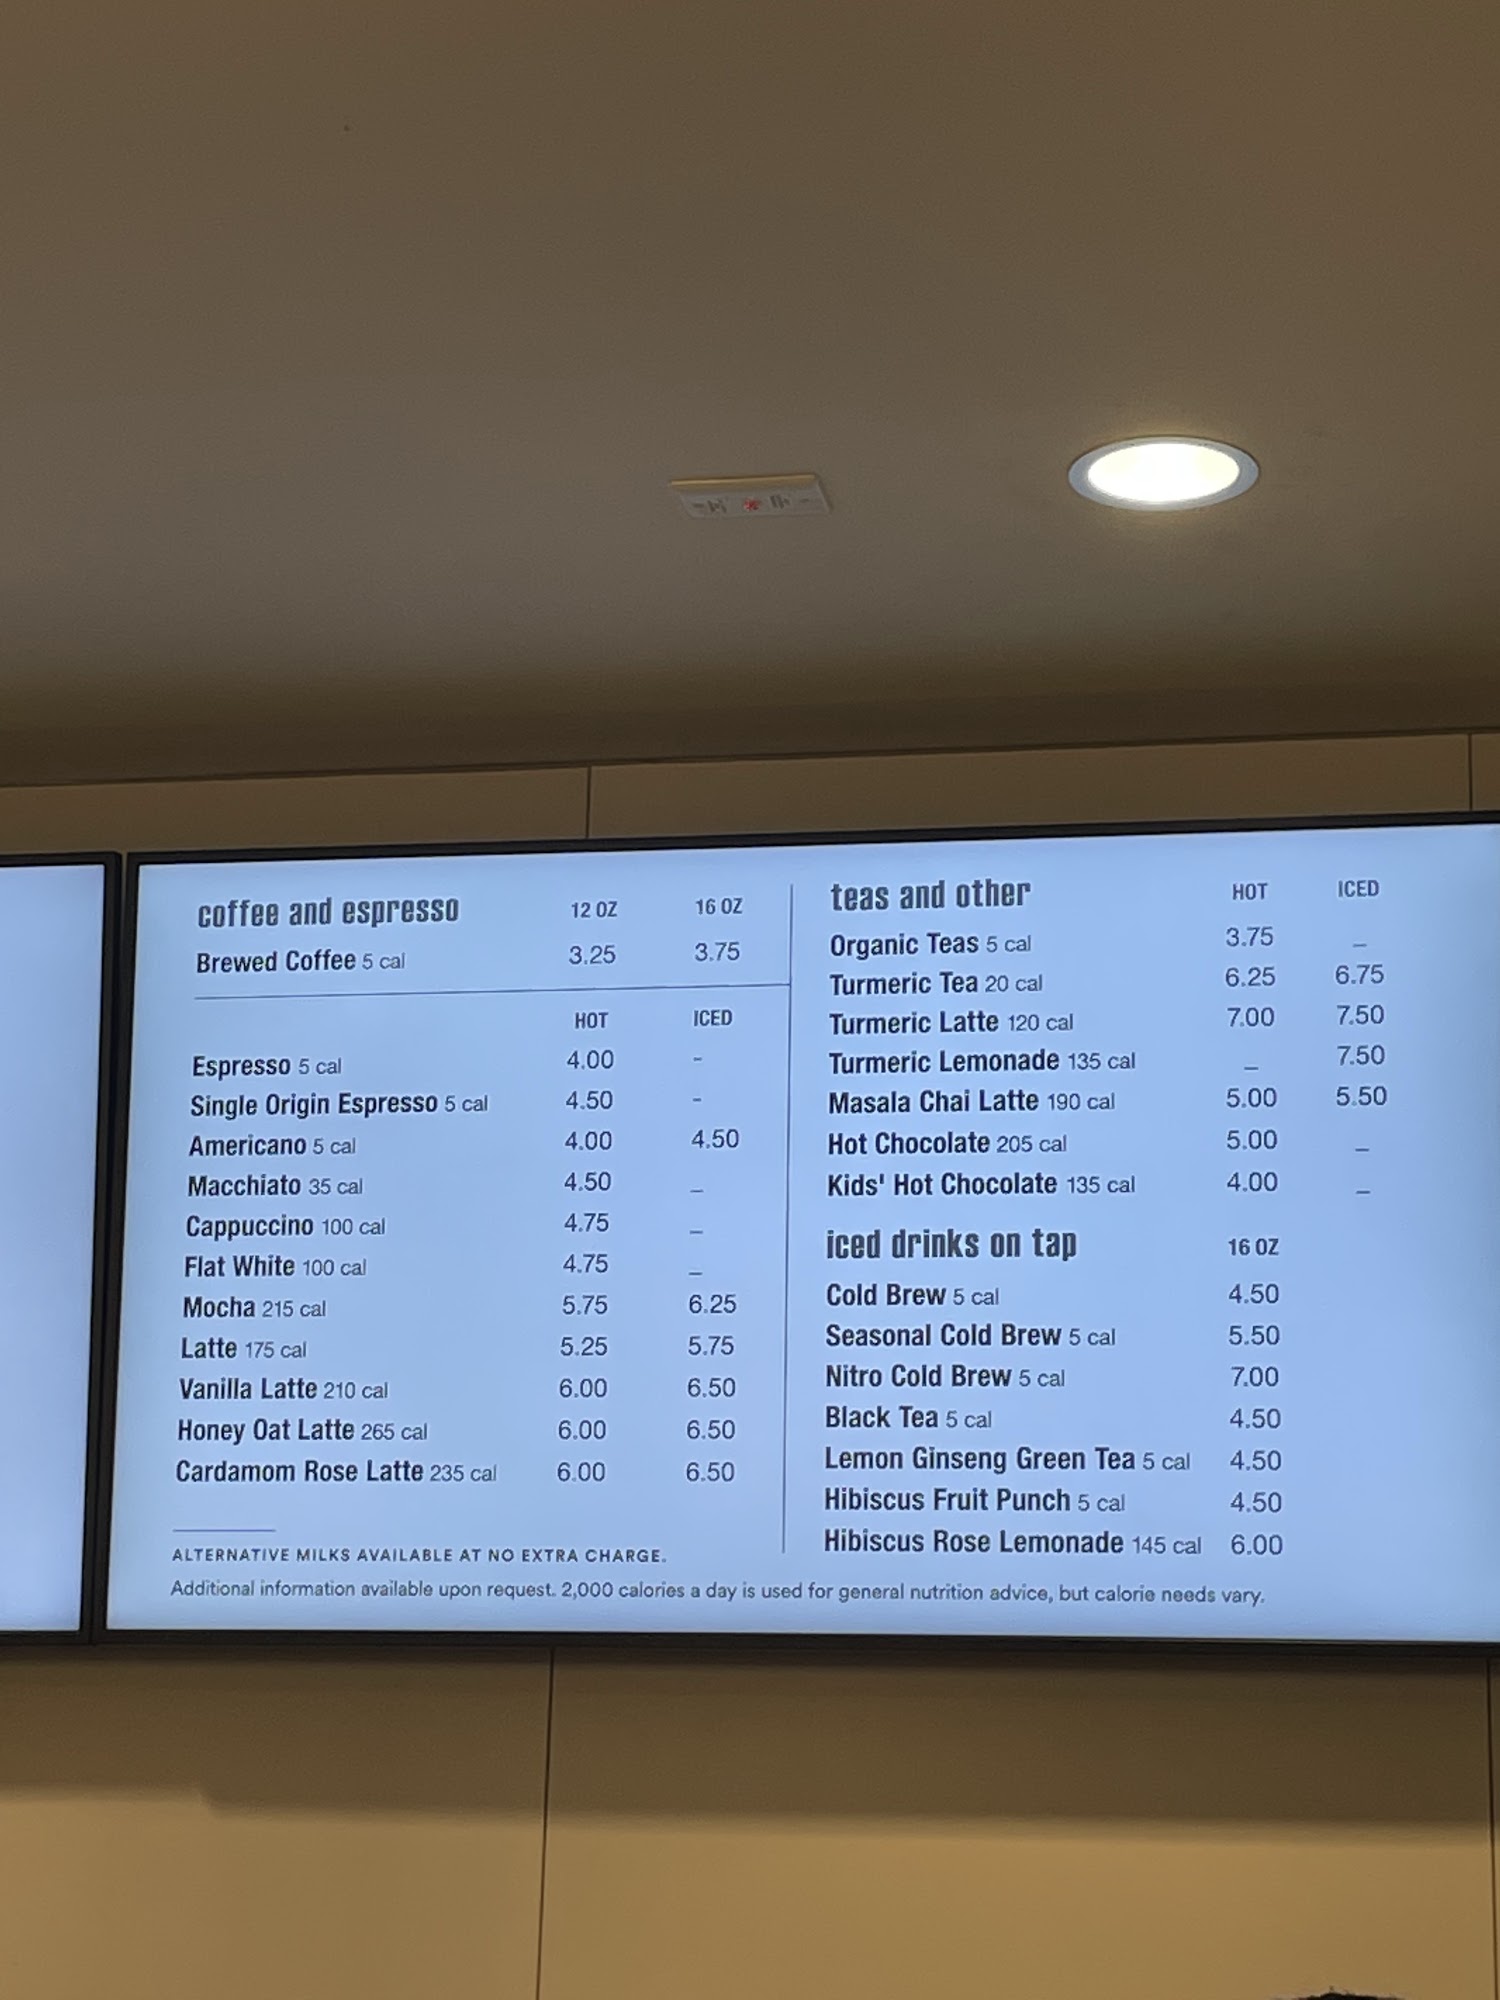 coffee and espresso 12 OZ 16 OZ
Brewed Coffee 5 cal 3.25 3.75
HOT ICED
Espresso 5 cal 4.00 -
Single Origin Espresso 5 cal 4.50 -
Americano 5 cal 4.00 4.50
Macchiato 35 cal 4.50 _
Cappuccino 100 cal 4.75 _
Flat White 100 cal 4.75 _
Mocha 215 cal 5.75 6.25
Latte 175 cal 5.25 5.75
Vanilla Latte 210 cal 6.00 6.50
Honey Oat Latte 265 cal 6.00 6.50
Cardamom Rose Latte 235 cal 6.00 6.50
teas and other HOT ICED
Organic Teas 5 cal 3.75 _
Turmeric Tea 20 cal 6.25 6.75
Turmeric Latte 120 cal 7.00 7.50
Turmeric Lemonade 135 cal _ 7.50
Masala Chai Latte 190 cal 5.00 5.50
Hot Chocolate 205 cal 5.00 _
Kids' Hot Chocolate 135 cal 4.00 _
iced drinks on tap 16 OZ
Cold Brew 5 cal 4.50
Seasonal Cold Brew 5 cal 5.50
Nitro Cold Brew 5 cal 7.00
Black Tea 5 cal 4.50
Lemon Ginseng Green Tea 5 cal 4.50
Hibiscus Fruit Punch 5 cal 4.50
Hibiscus Rose Lemonade 145 cal 6.00
ALTERNATIVE MILKS AVAILABLE AT NO EXTRA CHARGE.
Additional information available upon request. 2,000 calories a day is used for general nutrition advice, but calorie needs vary.